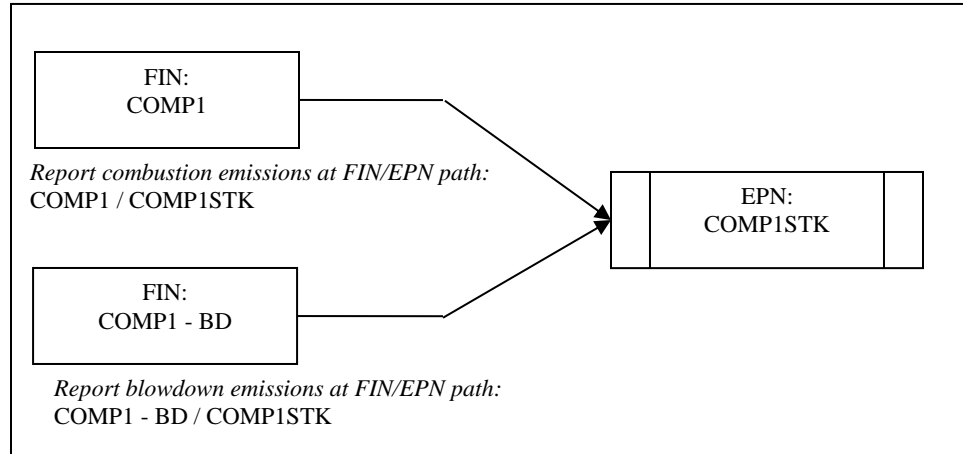 FIN:
COMP1
Report combustion emissions at FIN/EPN path:
COMP1 / COMP1STK
EPN:
COMP1STK
FIN:
COMP1 - BD
Report blowdown emissions at FIN/EPN path:
COMP1 - BD / COMP1STK